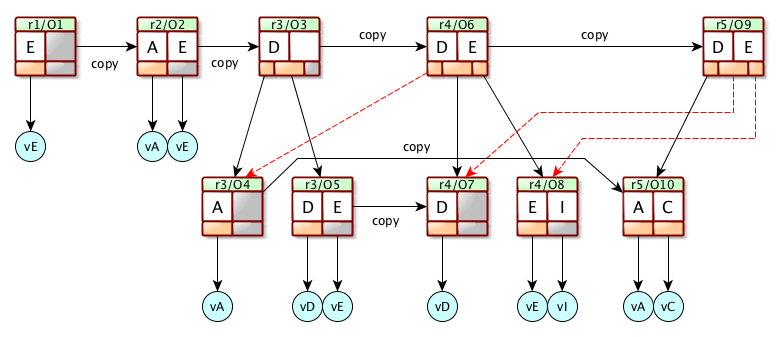 r1/O1 r2/O2 r3/O3 r4/O6 r5/O9
E A E D D E D E
copy copy copy copy
vE vA vE
copy
r3/O4 r3/O5 r4/O7 r4/O8 r5/O10
A D E D E I A C
copy
vA vD vE vD vE vI vA vC